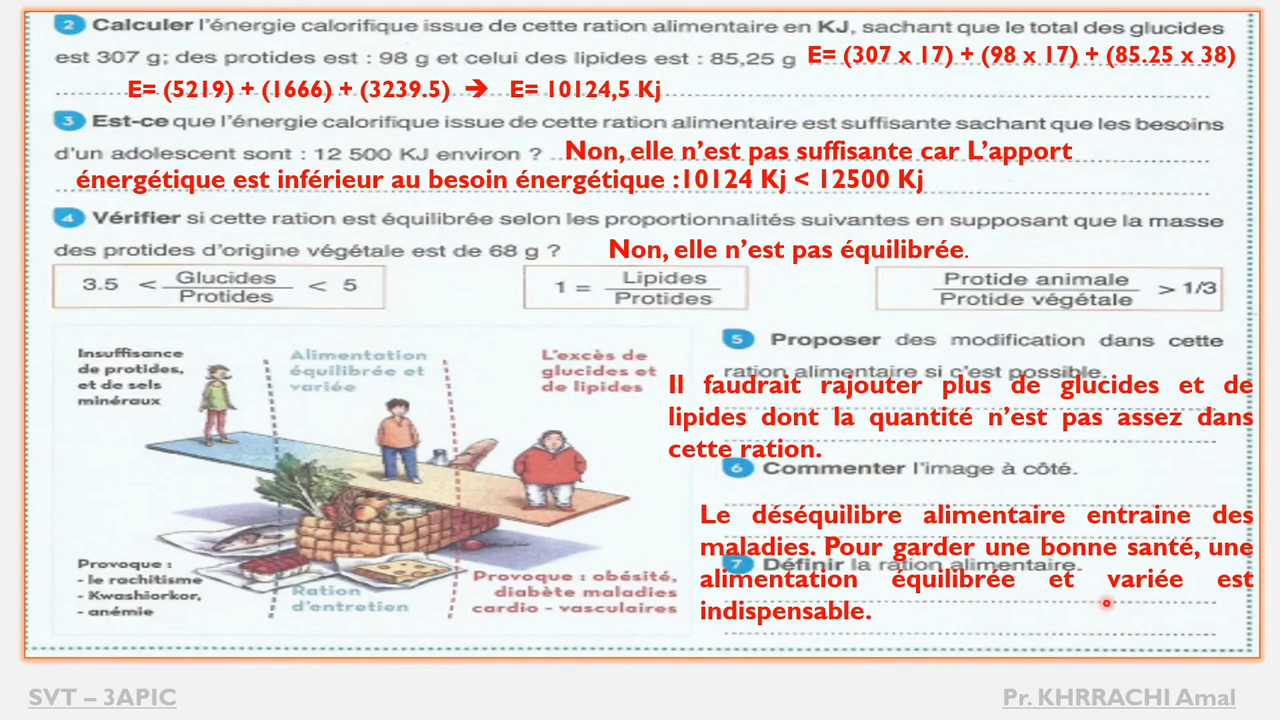 2 Calculer l'énergie calorifique issue de cette ration alimentaire en KJ, sachant que le total des glucides
est 307 g; des protides est : 98 g et celui des lipides est : 85,25 g E= (307 x 17) + (98 x 17) + (85.25 x 38)
E= (5219) + (1666) + (3239.5) ➔ E= 10124,5 Kj
3 Est-ce que l'énergie calorifique issue de cette ration alimentaire est suffisante sachant que les besoins
d'un adolescent sont : 12 500 KJ environ ? Non, elle n'est pas suffisante car L'apport
énergétique est inférieur au besoin énergétique :10124 Kj < 12500 Kj
4 Vérifier si cette ration est équilibrée selon les proportionnalités suivantes en supposant que la masse
des protides d'origine végétale est de 68 g ? Non, elle n'est pas équilibrée.
3.5 < Glucides / Protides < 5
1 = Lipides / Protides
Protide animale / Protide végétale > 1/3
Insuffisance
de protides,
et de sels
minéraux
Alimentation
équilibrée et
variée
L'excès de
glucides et
de lipides
Provoque :
- le rachitisme
- Kwashiorkor,
- anémie
Ration
d'entretien
Provoque : obésité,
diabète maladies
cardio - vasculaires
5 Proposer des modification dans cette
ration alimentaire si c'est possible.
Il faudrait rajouter plus de glucides et de
lipides dont la quantité n'est pas assez dans
cette ration.
6 Commenter l'image à côté.
Le déséquilibre alimentaire entraine des
maladies. Pour garder une bonne santé, une
7 Définir la ration alimentaire.
alimentation équilibrée et variée est
indispensable.
SVT – 3APIC
Pr. KHRRACHI Amal